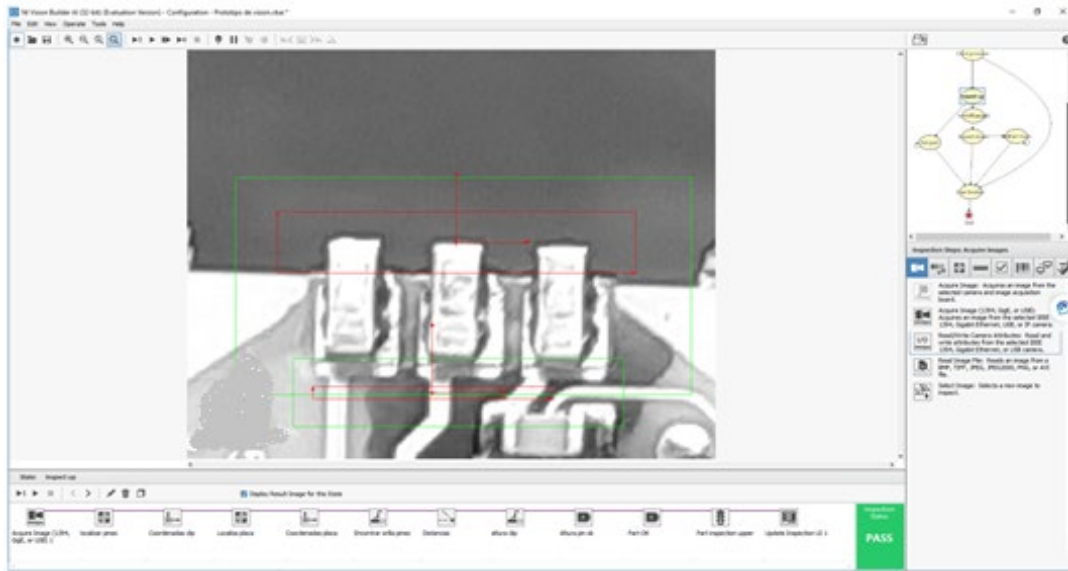 NI Vision Builder AI (32-bit) (Evaluation Version) - Configuration - Prototipo de vision.vbai *
File Edit View Operate Tools Help
Inspection Steps: Acquire Images
Acquire Image: Acquires an image from the
selected camera and image acquisition
board.
Acquire Image (1394, GigE, or USB):
Acquires an image from the selected IEEE
1394, Gigabit Ethernet, USB, or IP camera.
Read/Write Camera Attributes: Read and
write attributes from the selected IEEE
1394, Gigabit Ethernet, or USB camera.
Read Image File: Reads an image from a
BMP, TIFF, JPEG, JPEG2000, PNG, or AVI
file.
Select Image: Selects a new image to
inspect.
State: Inspect up
Display Result Image for this State
Acquire Image (1394, GigE, or USB) 1
localizar pines
Coordenadas clip
Localiza placa
Coordenadas placa
Encontrar orilla pines
Distancias
altura clip
Altura pin ok
Part OK
Part inspection upper
Update Inspection UI 1
Inspection
Status
PASS